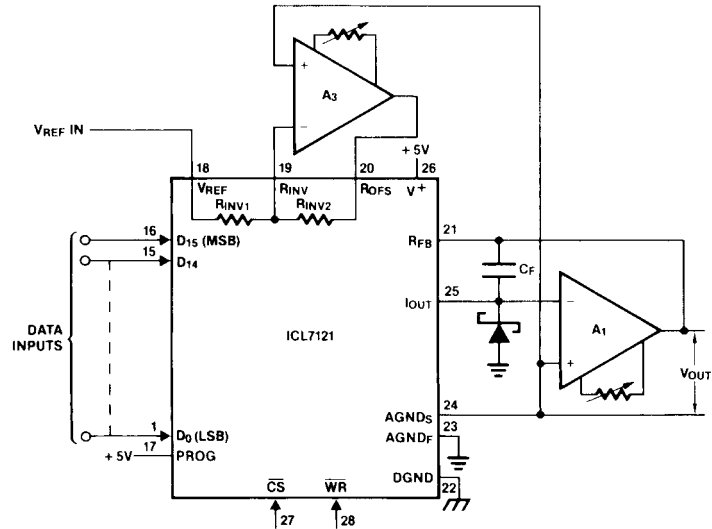 A3
+
−
VREF IN
+ 5V
18
19
20
26
VREF
RINV
ROFS
V+
RINV1
RINV2
16
D15 (MSB)
15
D14
DATA
INPUTS
ICL7121
21
RFB
CF
25
IOUT
−
A1
+
VOUT
24
AGNDS
23
AGNDF
1
D0 (LSB)
17
+ 5V
PROG
DGND
22
CS
WR
27
28